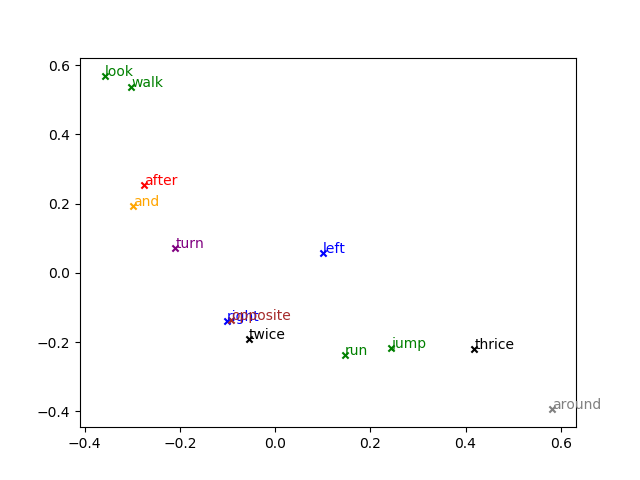 0.6
look
walk
0.4
after
0.2
and
turn
left
0.0
right
opposite
twice
−0.2
run
jump
thrice
around
−0.4
−0.4
−0.2
0.0
0.2
0.4
0.6